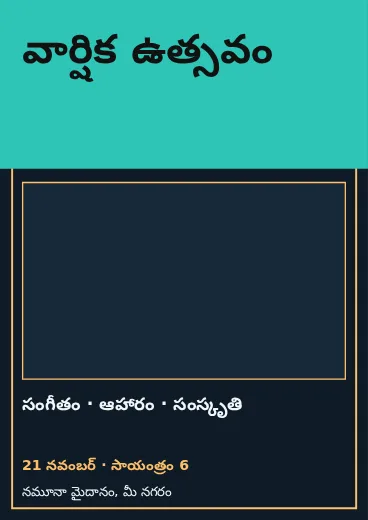 వార్షిక ఉత్సవం
సంగీతం · ఆహారం · సంస్కృతి
21 నవంబర్ · సాయంత్రం 6
నమూనా మైదానం, మీ నగరం